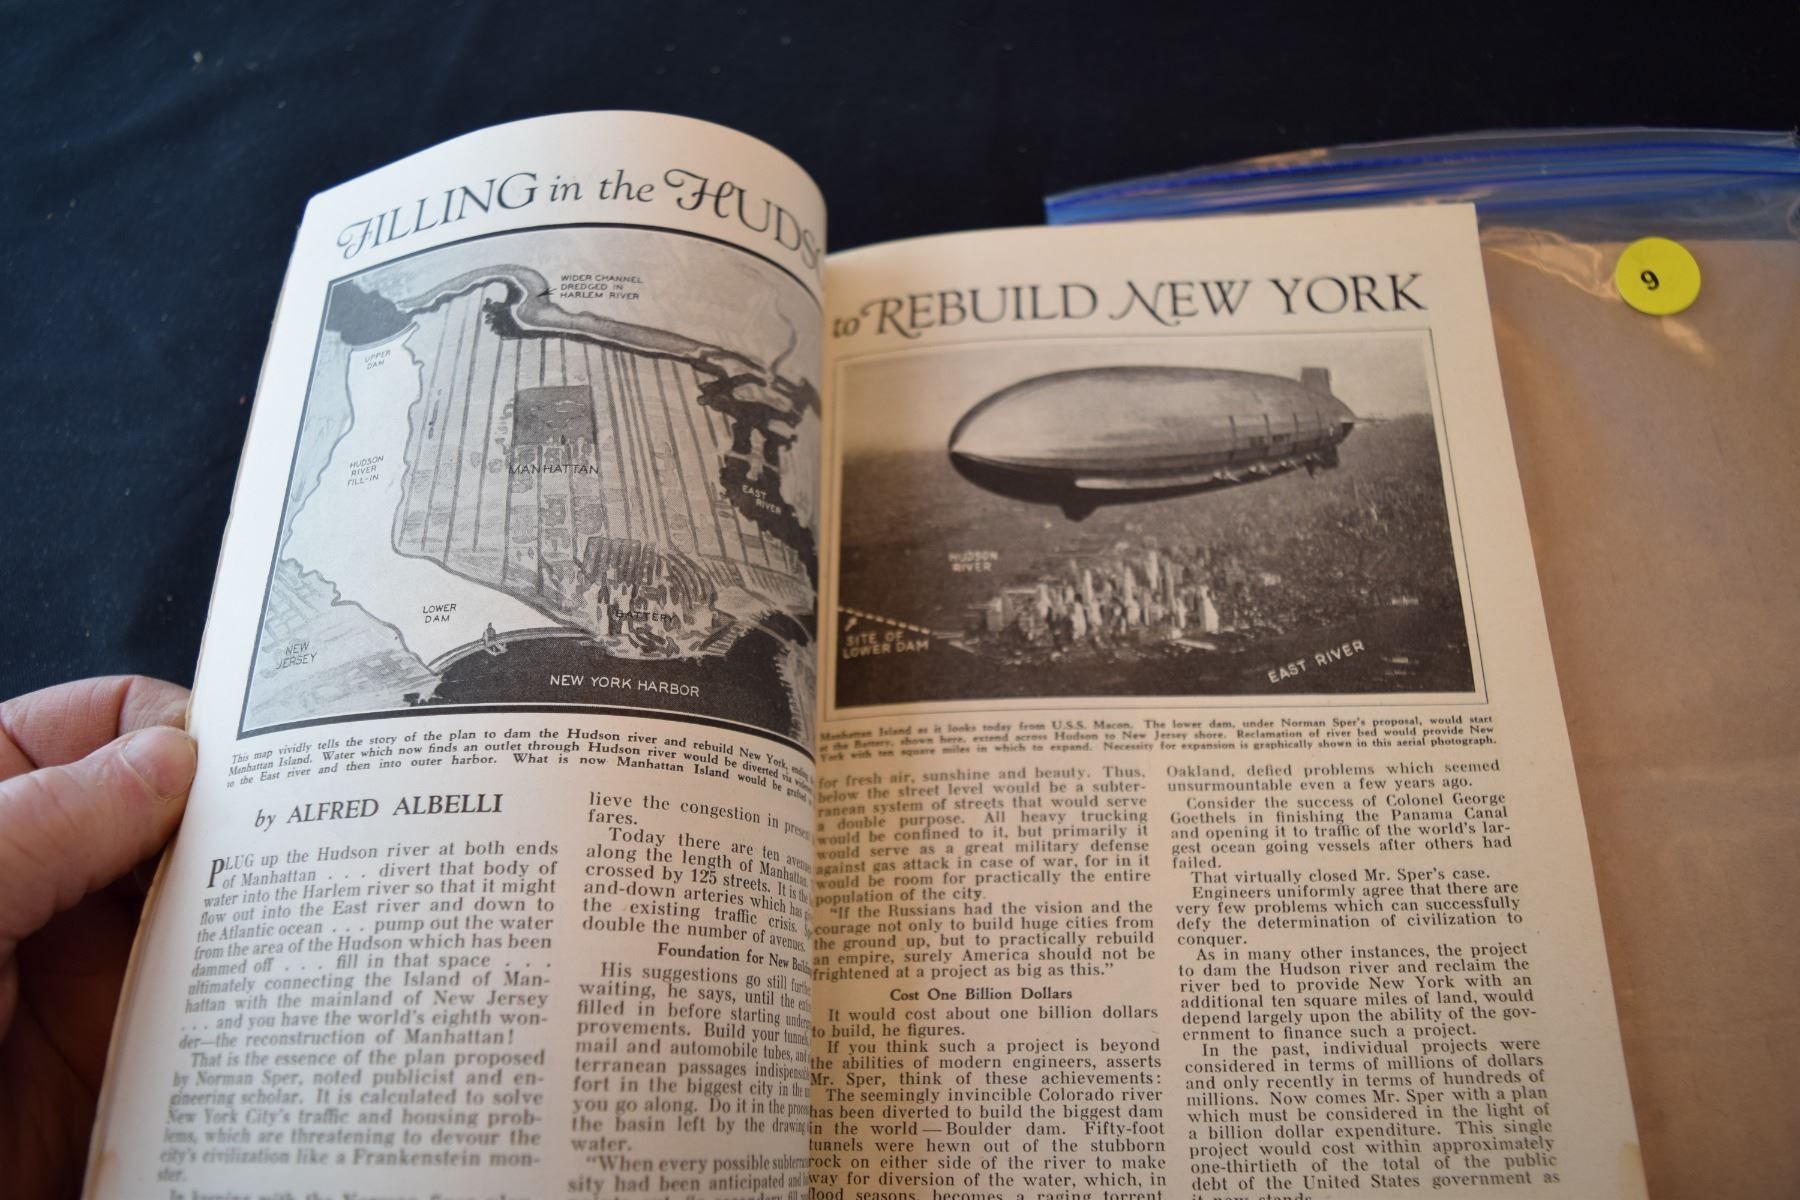 FILLING in the HUDS
WIDER CHANNEL
DREDGED IN
HARLEM RIVER
UPPER
DAM
HUDSON
RIVER
FILL-IN
MANHATTAN
EAST
RIVER
LOWER
DAM
BATTERY
NEW
JERSEY
NEW YORK HARBOR
This map vividly tells the story of the plan to dam the Hudson river and rebuild New York,
Manhattan Island. Water which now finds an outlet through Hudson river would be diverted via
to the East river and then into outer harbor. What is now Manhattan Island would be
by ALFRED ALBELLI
PLUG up the Hudson river at both ends
of Manhattan . . . divert that body of
water into the Harlem river so that it might
flow out into the East river and down to
the Atlantic ocean . . . pump out the water
from the area of the Hudson which has been
dammed off . . . fill in that space . . .
ultimately connecting the Island of Man-
hattan with the mainland of New Jersey
. . . and you have the world's eighth won-
der—the reconstruction of Manhattan!
That is the essence of the plan proposed
by Norman Sper, noted publicist and en-
gineering scholar. It is calculated to solve
New York City's traffic and housing prob-
lems, which are threatening to devour the
city's civilization like a Frankenstein mon-
ster.
lieve the congestion in present
fares.
Today there are ten
along the length of Manhattan,
crossed by 125 streets. It is the
and-down arteries which has
the existing traffic crisis.
double the number of avenues.
Foundation for New
His suggestions go still
waiting, he says, until the
filled in before starting
provements. Build your
mail and automobile tubes, and
terranean passages
fort in the biggest city in the
you go along. Do it in the
the basin left by the drawing
water.
"When every possible
sity had been anticipated and
to REBUILD NEW YORK
HUDSON
RIVER
SITE OF
LOWER DAM
EAST RIVER
Manhattan Island as it looks today from U.S.S. Macon. The lower dam, under Norman Sper's proposal, would start
at the Battery, shown here, extend across Hudson to New Jersey shore. Reclamation of river bed would provide New
York with ten square miles in which to expand. Necessity for expansion is graphically shown in this aerial photograph.
for fresh air, sunshine and beauty. Thus,
below the street level would be a subter-
ranean system of streets that would serve
a double purpose. All heavy trucking
would be confined to it, but primarily it
would serve as a great military defense
against gas attack in case of war, for in it
would be room for practically the entire
population of the city.
"If the Russians had the vision and the
courage not only to build huge cities from
the ground up, but to practically rebuild
an empire, surely America should not be
frightened at a project as big as this."
Cost One Billion Dollars
It would cost about one billion dollars
to build, he figures.
If you think such a project is beyond
the abilities of modern engineers, asserts
Mr. Sper, think of these achievements:
The seemingly invincible Colorado river
has been diverted to build the biggest dam
in the world — Boulder dam. Fifty-foot
tunnels were hewn out of the stubborn
rock on either side of the river to make
way for diversion of the water, which, in
flood seasons, becomes a raging torrent
Oakland, defied problems which seemed
unsurmountable even a few years ago.
Consider the success of Colonel George
Goethels in finishing the Panama Canal
and opening it to traffic of the world's lar-
gest ocean going vessels after others had
failed.
That virtually closed Mr. Sper's case.
Engineers uniformly agree that there are
very few problems which can successfully
defy the determination of civilization to
conquer.
As in many other instances, the project
to dam the Hudson river and reclaim the
river bed to provide New York with an
additional ten square miles of land, would
depend largely upon the ability of the gov-
ernment to finance such a project.
In the past, individual projects were
considered in terms of millions of dollars
and only recently in terms of hundreds of
millions. Now comes Mr. Sper with a plan
which must be considered in the light of
a billion dollar expenditure. This single
project would cost within approximately
one-thirtieth of the total of the public
debt of the United States government as
it now stands.
9